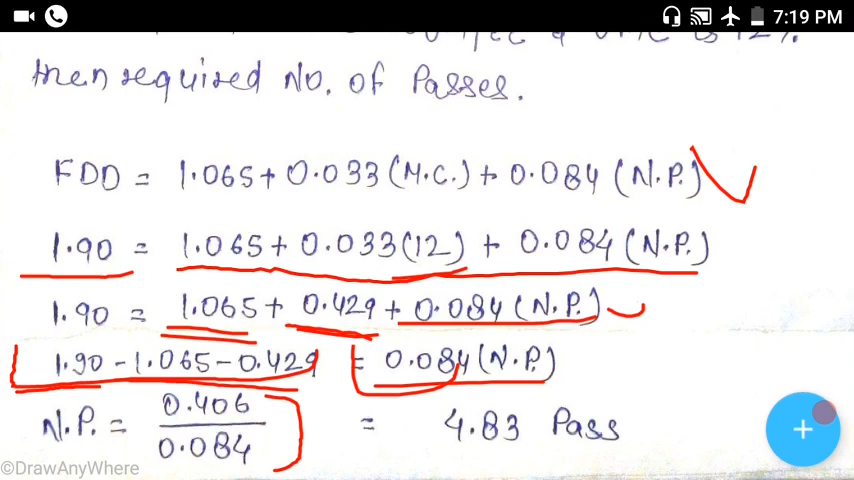 7:19 PM
is 12%.
then required No. of Passes.
FDD = 1.065 + 0.033 (M.C.) + 0.084 (N.P.)
1.90 = 1.065 + 0.033(12) + 0.084 (N.P.)
1.90 = 1.065 + 0.429 + 0.084 (N.P.)
1.90 - 1.065 - 0.429 = 0.084 (N.P.)
N.P. = 0.406 / 0.084 = 4.83 Pass
+
©DrawAnyWhere